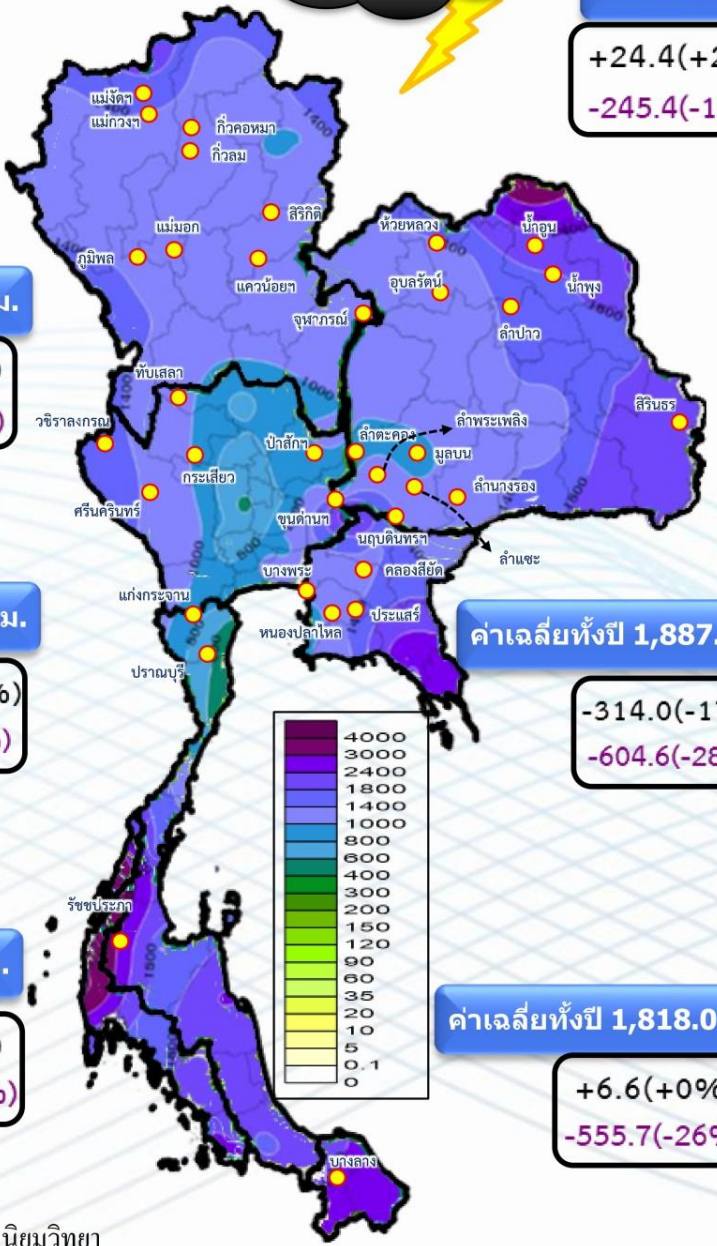 +24.4(+2
-245.4(-1
1400
แม่งัดฯ
แม่กวงฯ
กิ่วคอหมา
กิ่วลม
สิริกิติ์
แม่มอก
ภูมิพล
แควน้อยฯ
ห้วยหลวง
น้ำอูน
อุบลรัตน์
น้ำพุง
จุฬาภรณ์
ลำปาว
1800
ม.
ทับเสลา
1000
1400
วชิราลงกรณ
ป่าสักฯ
ลำตะคอง
ลำพระเพลิง
มูลบน
สิรินธร
กระเสียว
ศรีนครินทร์
ขุนด่านฯ
ลำนางรอง
นฤบดินทรฯ
ลำแซะ
บางพระ
คลองสียัด
แก่งกระจาน
หนองปลาไหล
ประแสร์
ปราณบุรี
ม.
%)
ค่าเฉลี่ยทั้งปี 1,887.
-314.0(-17
-604.6(-28
4000
3000
2400
1800
1400
1000
800
600
400
300
200
150
120
90
60
35
20
10
5
0.1
0
รัชชประภา
ค่าเฉลี่ยทั้งปี 1,818.0
+6.6(+0%
-555.7(-26%
%)
บางลาง
นิยมวิทยา